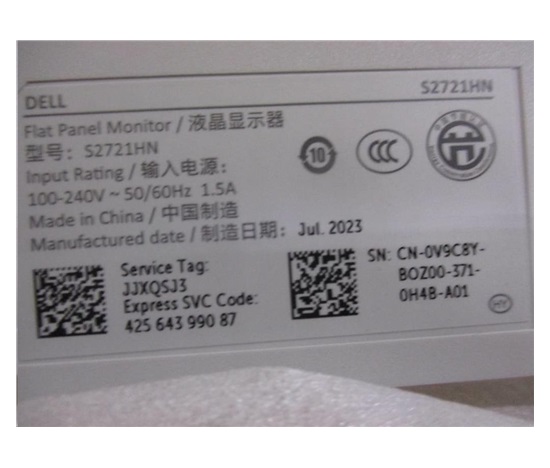 DELL
S2721HN
Flat Panel Monitor / 液晶显示器
型号: S2721HN
Input Rating / 输入电源:
100-240V ~ 50/60Hz 1.5A
Made in China / 中国制造
Manufactured date / 制造日期: Jul. 2023
10
CCC
Service Tag:
JJXQSJ3
Express SVC Code:
425 643 990 87
SN: CN-0V9C8Y-
BOZ00-371-
0H4B-A01
HY